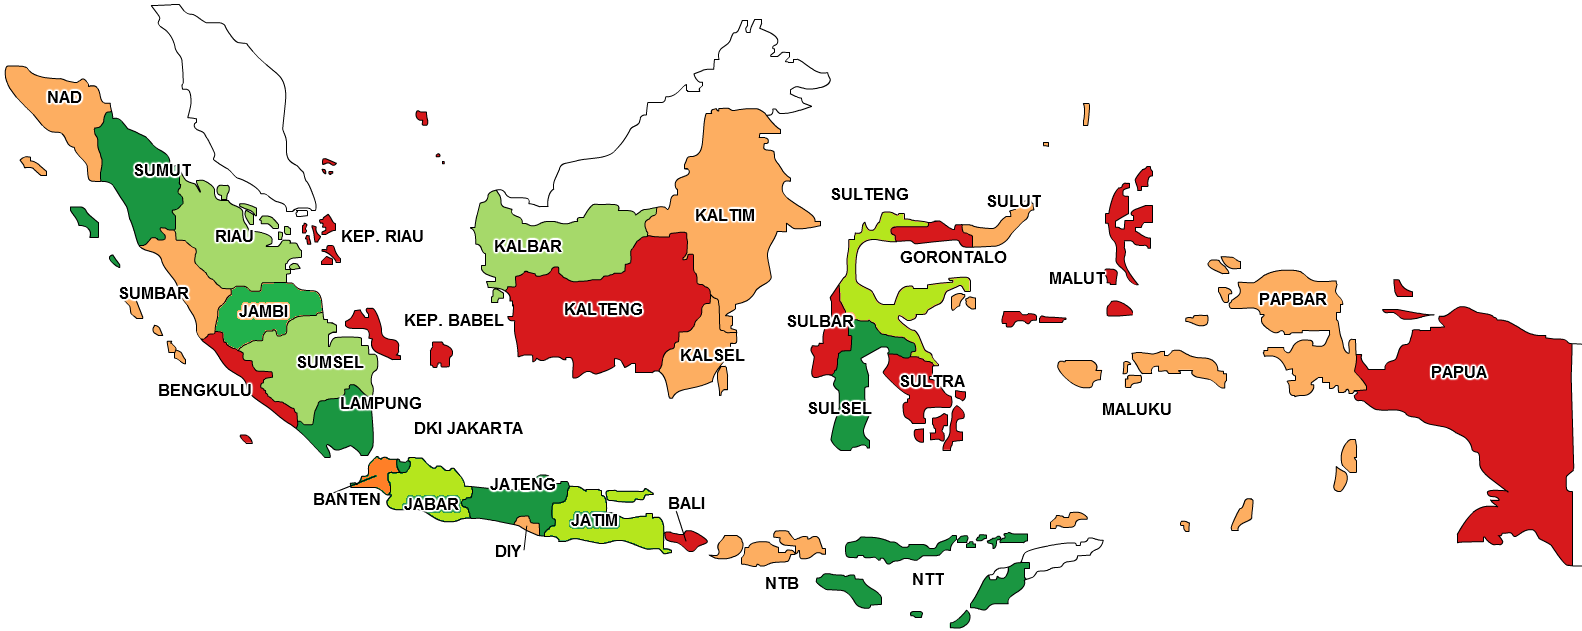 NAD
SUMUT
RIAU
KEP. RIAU
SUMBAR
JAMBI
KEP. BABEL
SUMSEL
BENGKULU
LAMPUNG
DKI JAKARTA
BANTEN
JABAR
JATENG
DIY
JATIM
BALI
NTB
NTT
KALBAR
KALTENG
KALTIM
KALSEL
SULTENG
SULUT
GORONTALO
SULBAR
SULSEL
SULTRA
MALUT
MALUKU
PAPBAR
PAPUA